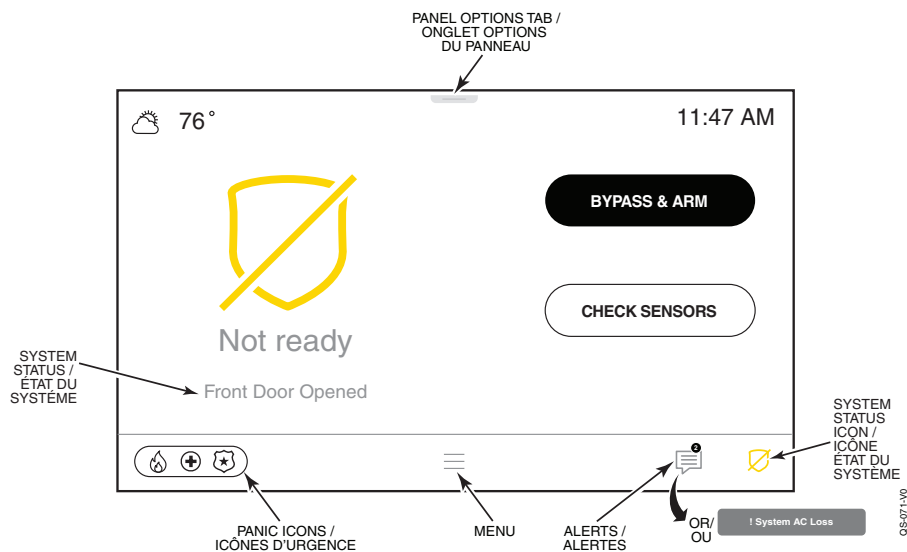 PANEL OPTIONS TAB /
ONGLET OPTIONS
DU PANNEAU
76°
11:47 AM
BYPASS & ARM
CHECK SENSORS
Not ready
Front Door Opened
SYSTEM
STATUS /
ÉTAT DU
SYSTÉME
SYSTEM
STATUS
ICON /
ICÔNE
ÉTAT DU
SYSTÈME
2
PANIC ICONS /
ICÔNES D'URGENCE
MENU
ALERTS /
ALERTES
OR/
OU
! System AC Loss
QS-071-V0